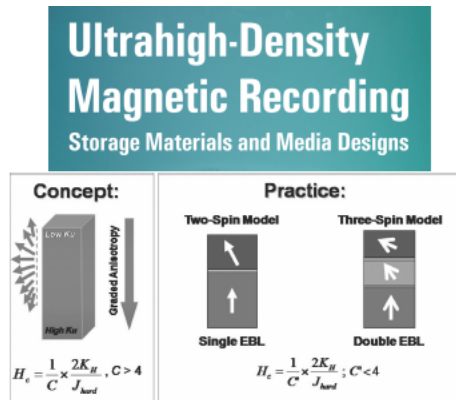 Ultrahigh-Density
Magnetic Recording
Storage Materials and Media Designs
Concept:
Low Ku
High Ku
Graded Anisotropy
H_c = 1/C × 2K_H/J_hard , C > 4
Practice:
Two-Spin Model
Three-Spin Model
Single EBL
Double EBL
H_c = 1/C* × 2K_H/J_hard ; C* < 4